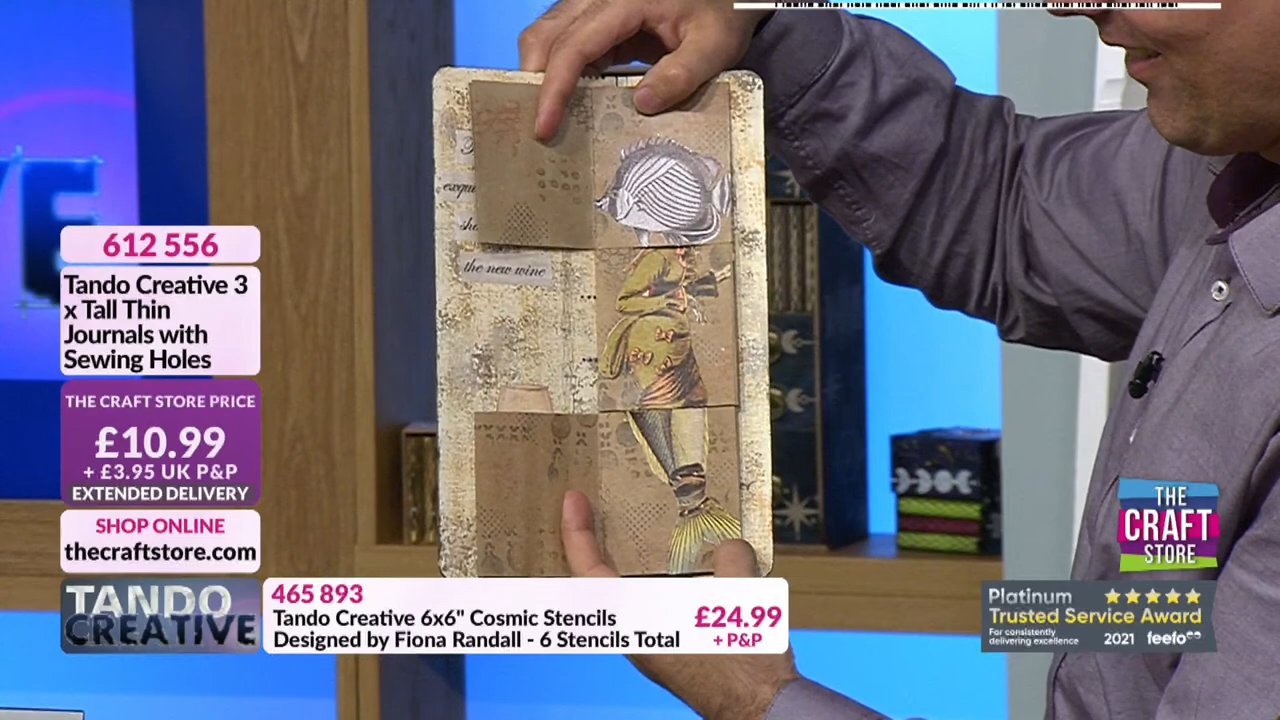 612 556
Tando Creative 3
x Tall Thin
Journals with
Sewing Holes
THE CRAFT STORE PRICE
£10.99
+ £3.95 UK P&P
EXTENDED DELIVERY
SHOP ONLINE
thecraftstore.com
TANDO
CREATIVE
465 893
Tando Creative 6x6" Cosmic Stencils
Designed by Fiona Randall - 6 Stencils Total
£24.99
+ P&P
the new wine
THE
CRAFT
STORE
Platinum
Trusted Service Award
For consistently
delivering excellence
2021 feefo